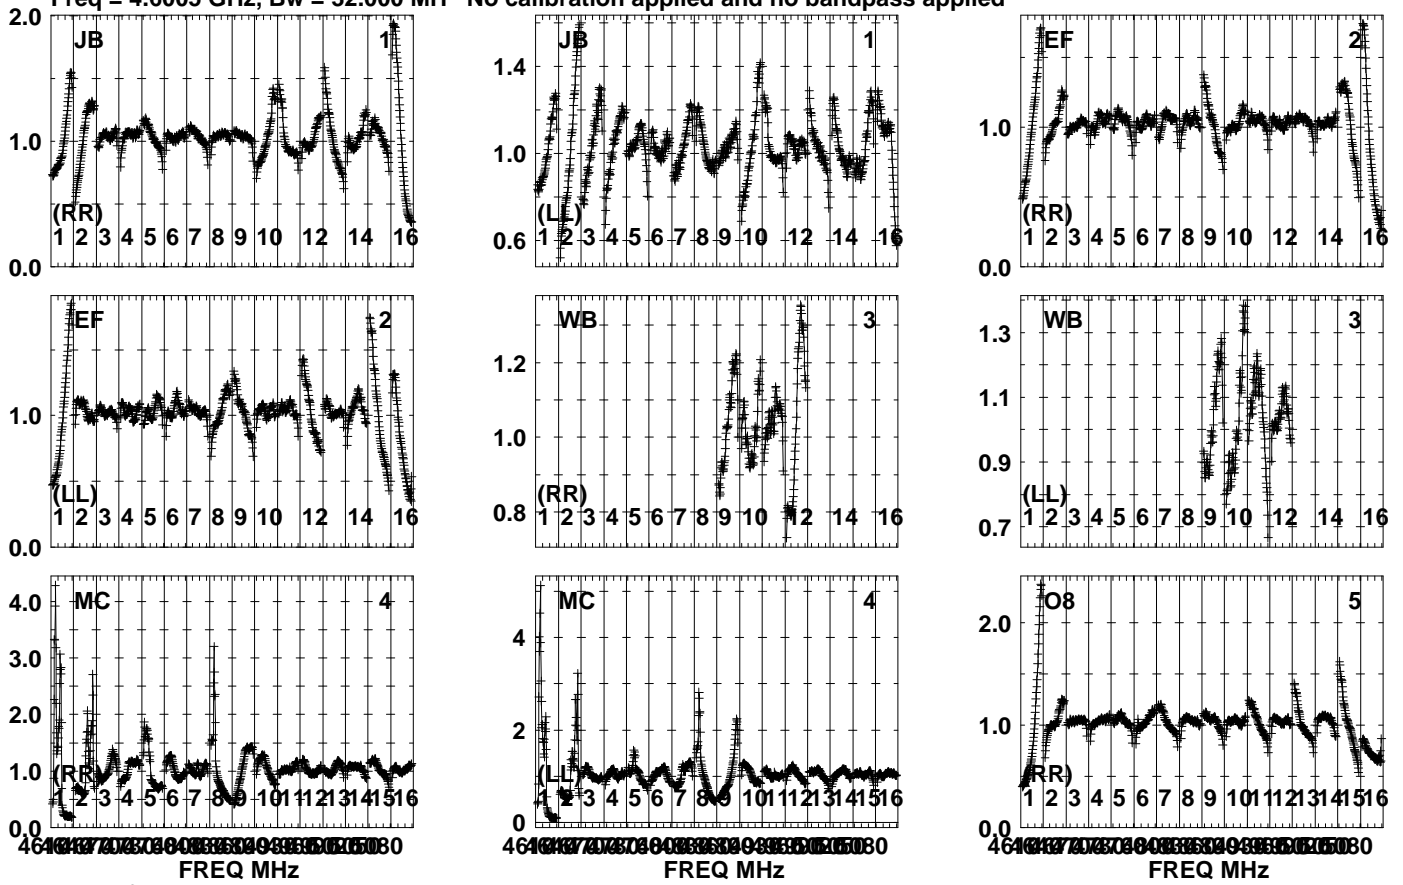 Freq = 4.6005 GHz, Bw = 32.000 MH No calibration applied and no bandpass applied
2.0
1.0
0.0
JB 1
(RR)
1 2 3 4 5 6 7 8 9 10 12 14 16
1.4
1.0
0.6
JB 1
(LL)
1 2 3 4 5 6 7 8 9 10 12 14 16
1.0
0.0
EF 2
(RR)
1 2 3 4 5 6 7 8 9 10 12 14 16
1.0
0.0
EF 2
(LL)
1 2 3 4 5 6 7 8 9 10 12 14 16
1.2
1.0
0.8
WB 3
(RR)
1 2 3 4 5 6 7 8 9 10 12 14 16
1.3
1.1
0.9
0.7
WB 3
(LL)
1 2 3 4 5 6 7 8 9 10 12 14 16
4.0
3.0
2.0
1.0
0.0
MC 4
(RR)
1 2 3 4 5 6 7 8 9 10 11 12 13 14 15 16
FREQ MHz
4
2
0
MC 4
(LL)
1 2 3 4 5 6 7 8 9 10 11 12 13 14 15 16
FREQ MHz
2.0
1.0
0.0
O8 5
(RR)
1 2 3 4 5 6 7 8 9 10 11 12 13 14 15 16
FREQ MHz